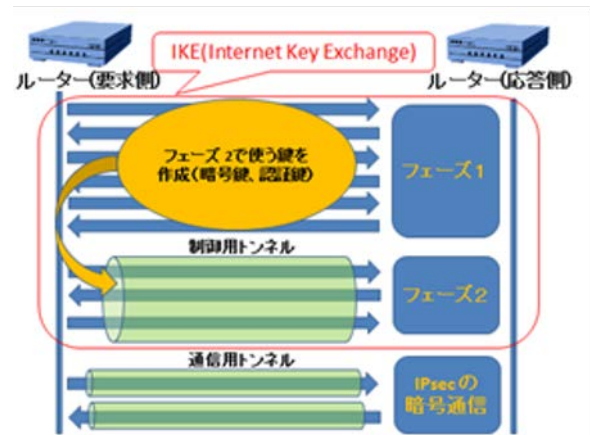 IKE(Internet Key Exchange)
ルーター(要求側)
ルーター(応答側)
フェーズ2で使う鍵を
作成(暗号鍵、認証鍵)
フェーズ1
制御用トンネル
フェーズ2
通信用トンネル
IPsecの
暗号通信